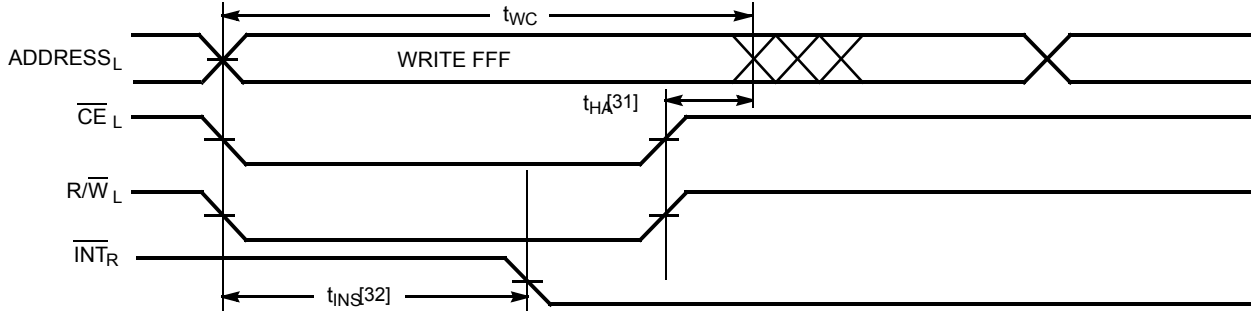 tWC
ADDRESSL
WRITE FFF
tHA[31]
CE L
R/W L
INTR
tINS[32]